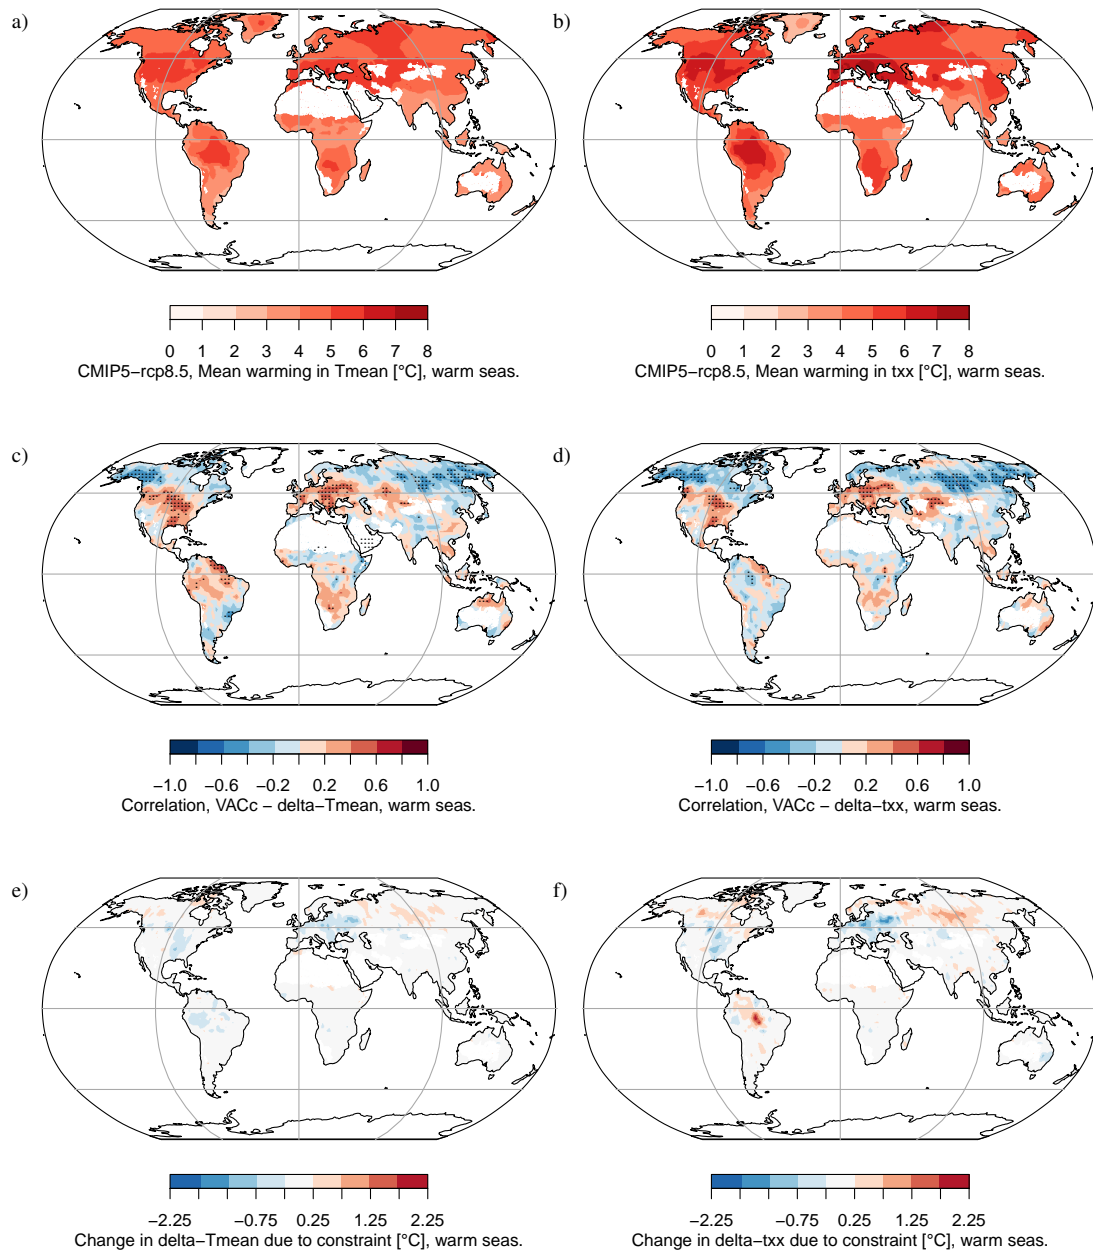 a)
b)
0 1 2 3 4 5 6 7 8
CMIP5−rcp8.5, Mean warming in Tmean [°C], warm seas.
0 1 2 3 4 5 6 7 8
CMIP5−rcp8.5, Mean warming in txx [°C], warm seas.
c)
d)
−1.0 −0.6 −0.2 0.2 0.6 1.0
Correlation, VACc − delta−Tmean, warm seas.
−1.0 −0.6 −0.2 0.2 0.6 1.0
Correlation, VACc − delta−txx, warm seas.
e)
f)
−2.25 −0.75 0.25 1.25 2.25
Change in delta−Tmean due to constraint [°C], warm seas.
−2.25 −0.75 0.25 1.25 2.25
Change in delta−txx due to constraint [°C], warm seas.